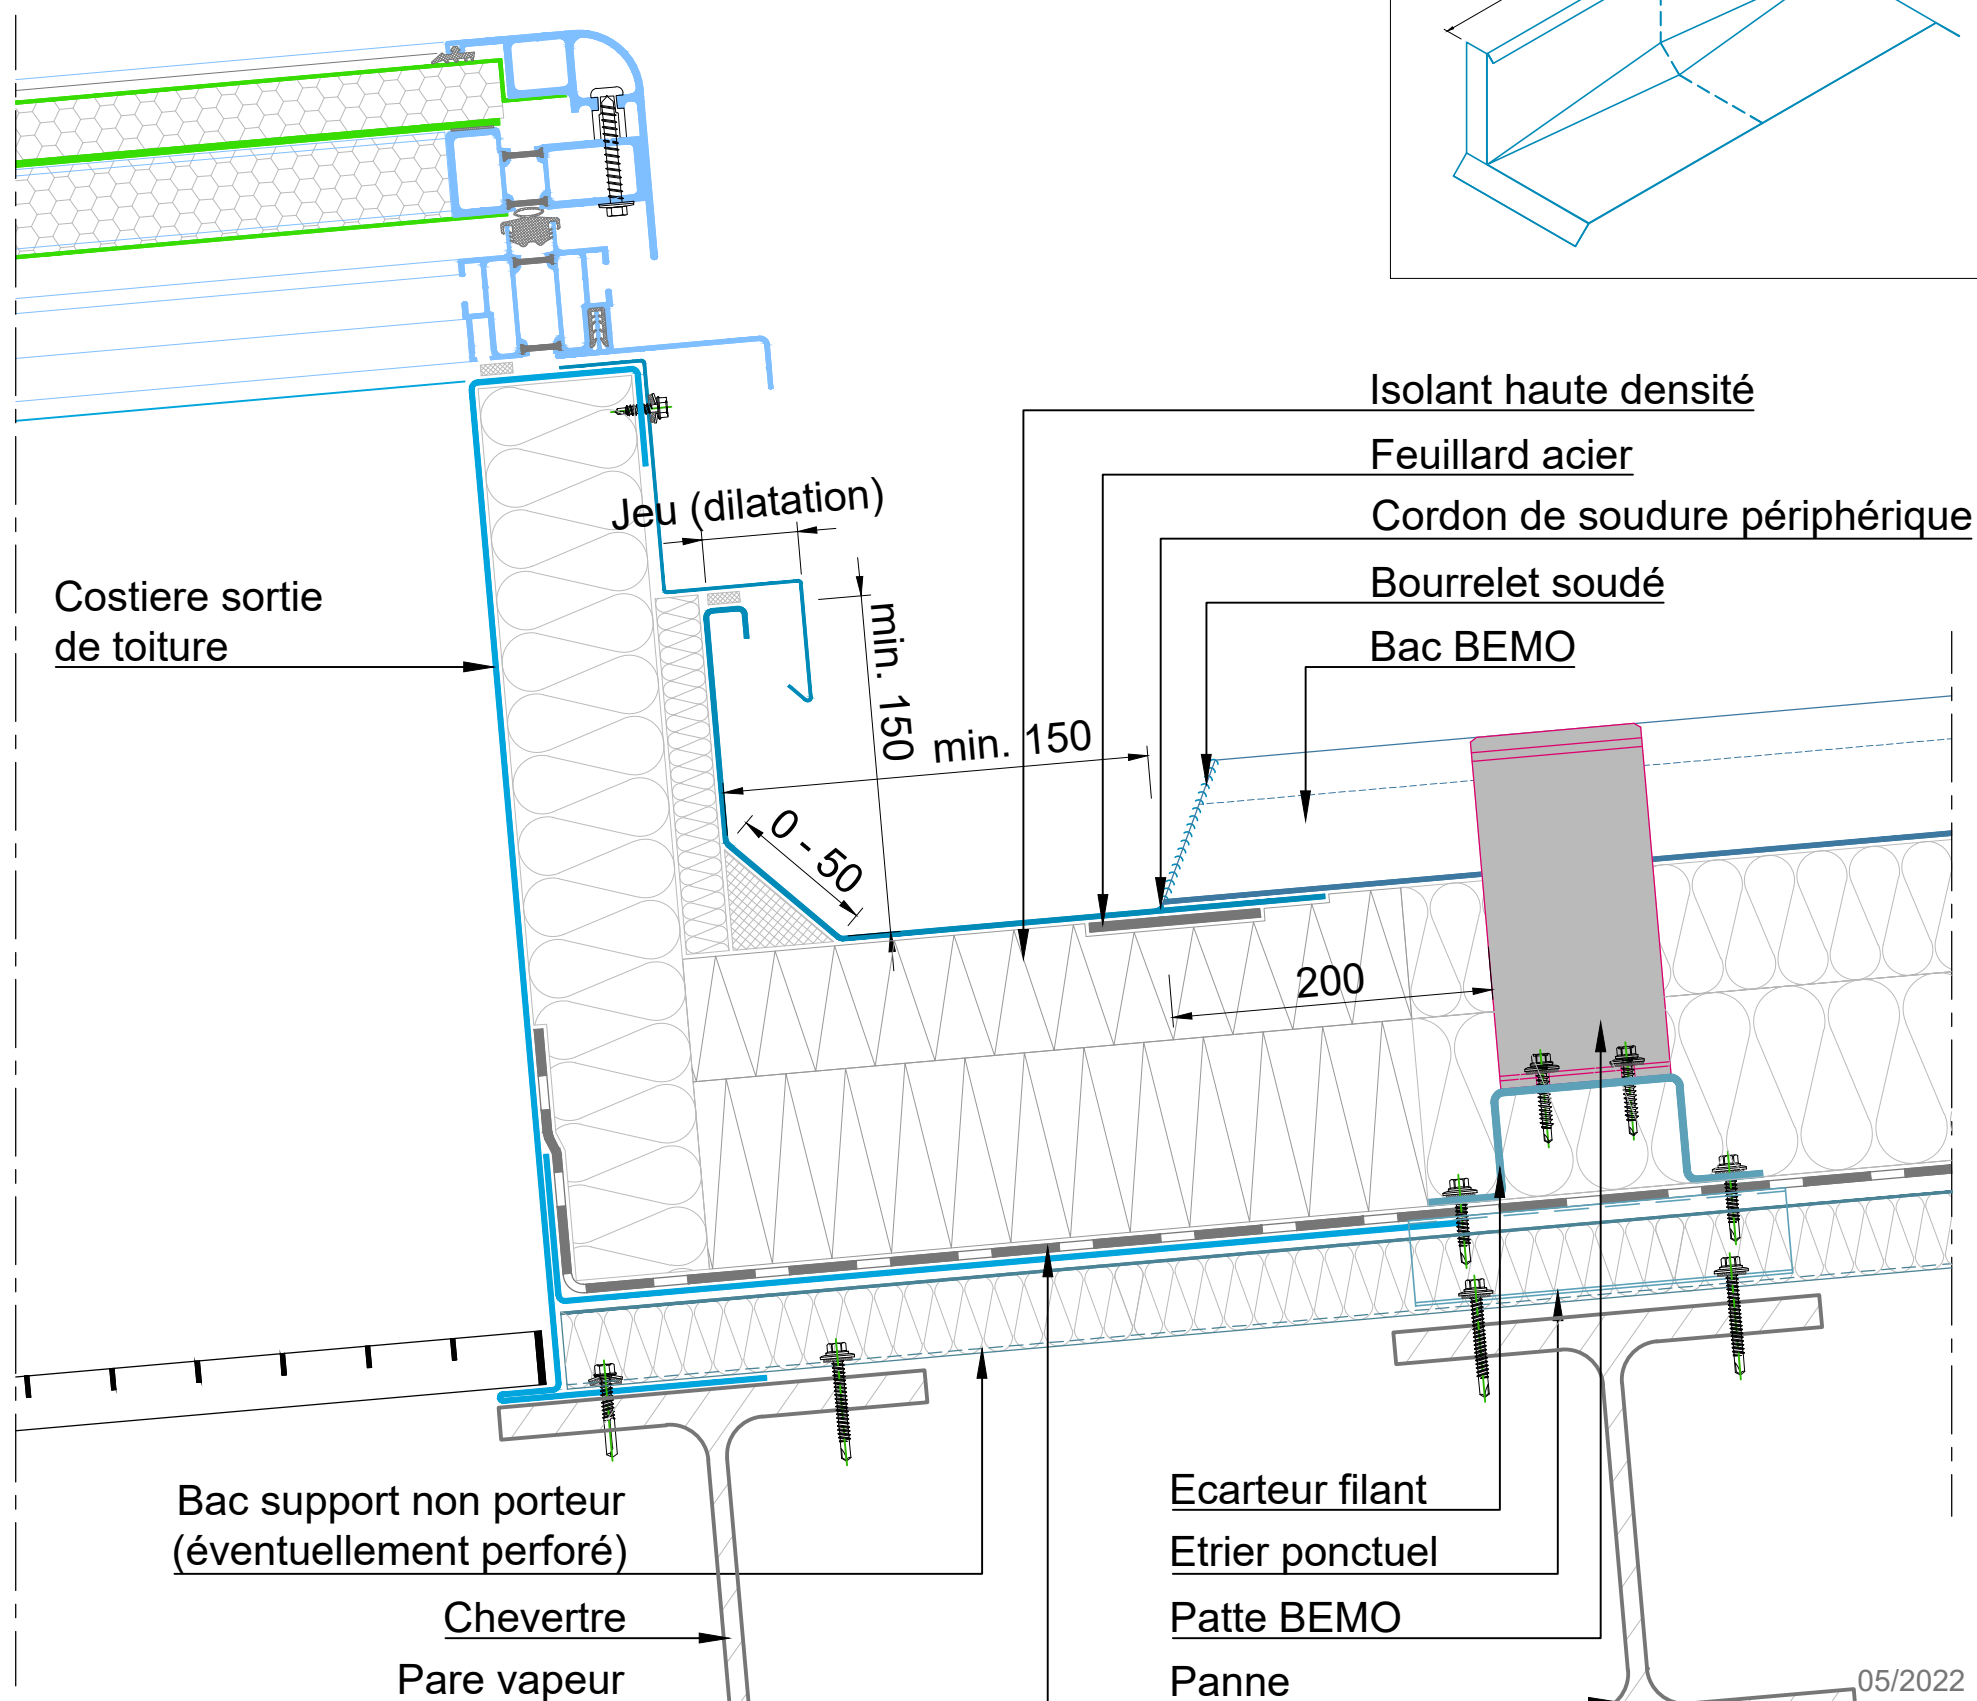 Isolant haute densité
Feuillard acier
Jeu (dilatation)
Cordon de soudure périphérique
Costiere sortie
de toiture
Bourrelet soudé
Bac BEMO
min. 150
min. 150
0 - 50
200
Bac support non porteur
(éventuellement perforé)
Chevertre
Pare vapeur
Ecarteur filant
Etrier ponctuel
Patte BEMO
Panne
05/2022